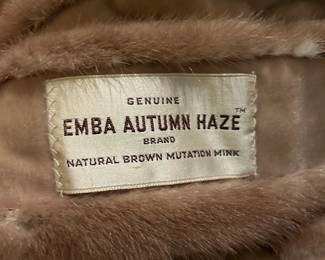 GENUINE
EMBA AUTUMN HAZE™
BRAND
NATURAL BROWN MUTATION MINK